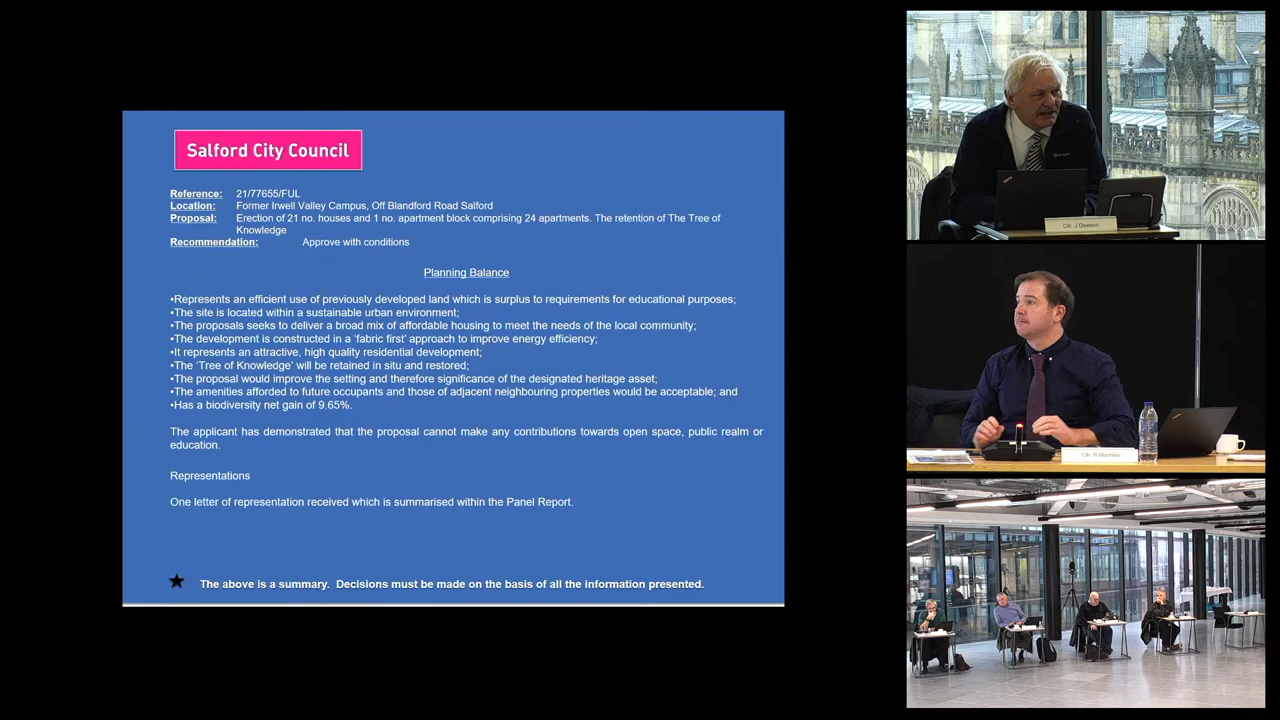 Salford City Council
Reference: 21/77655/FUL
Location: Former Irwell Valley Campus, Off Blandford Road Salford
Proposal: Erection of 21 no. houses and 1 no. apartment block comprising 24 apartments. The retention of The Tree of
Knowledge
Recommendation: Approve with conditions
Planning Balance
•Represents an efficient use of previously developed land which is surplus to requirements for educational purposes;
•The site is located within a sustainable urban environment;
•The proposals seeks to deliver a broad mix of affordable housing to meet the needs of the local community;
•The development is constructed in a 'fabric first' approach to improve energy efficiency;
•It represents an attractive, high quality residential development;
•The 'Tree of Knowledge' will be retained in situ and restored;
•The proposal would improve the setting and therefore significance of the designated heritage asset;
•The amenities afforded to future occupants and those of adjacent neighbouring properties would be acceptable; and
•Has a biodiversity net gain of 9.65%.
The applicant has demonstrated that the proposal cannot make any contributions towards open space, public realm or
education.
Representations
One letter of representation received which is summarised within the Panel Report.
The above is a summary. Decisions must be made on the basis of all the information presented.
Cllr J Dawson
Cllr R